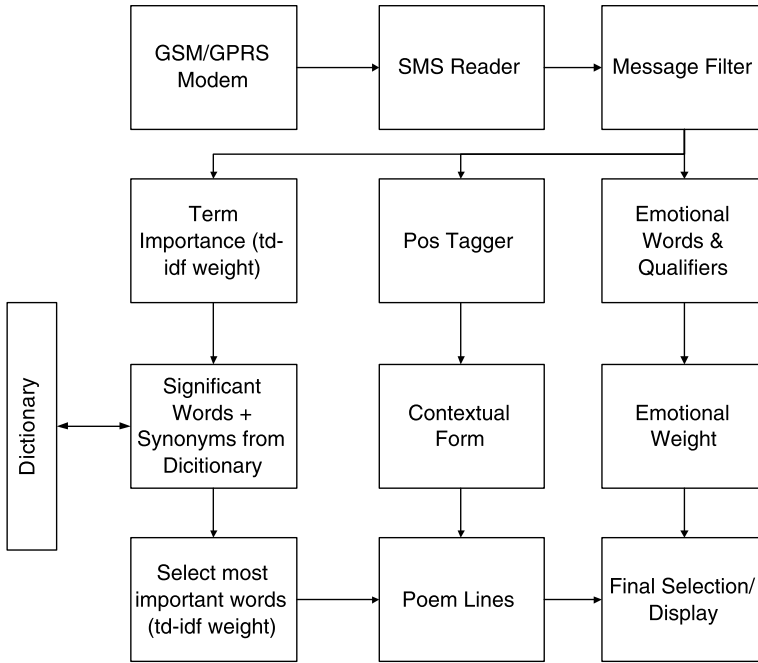 GSM/GPRS
Modem
SMS Reader
Message Filter
Term
Importance (td-
idf weight)
Pos Tagger
Emotional
Words &
Qualifiers
Dictionary
Significant
Words +
Synonyms from
Dicitionary
Contextual
Form
Emotional
Weight
Select most
important words
(td-idf weight)
Poem Lines
Final Selection/
Display